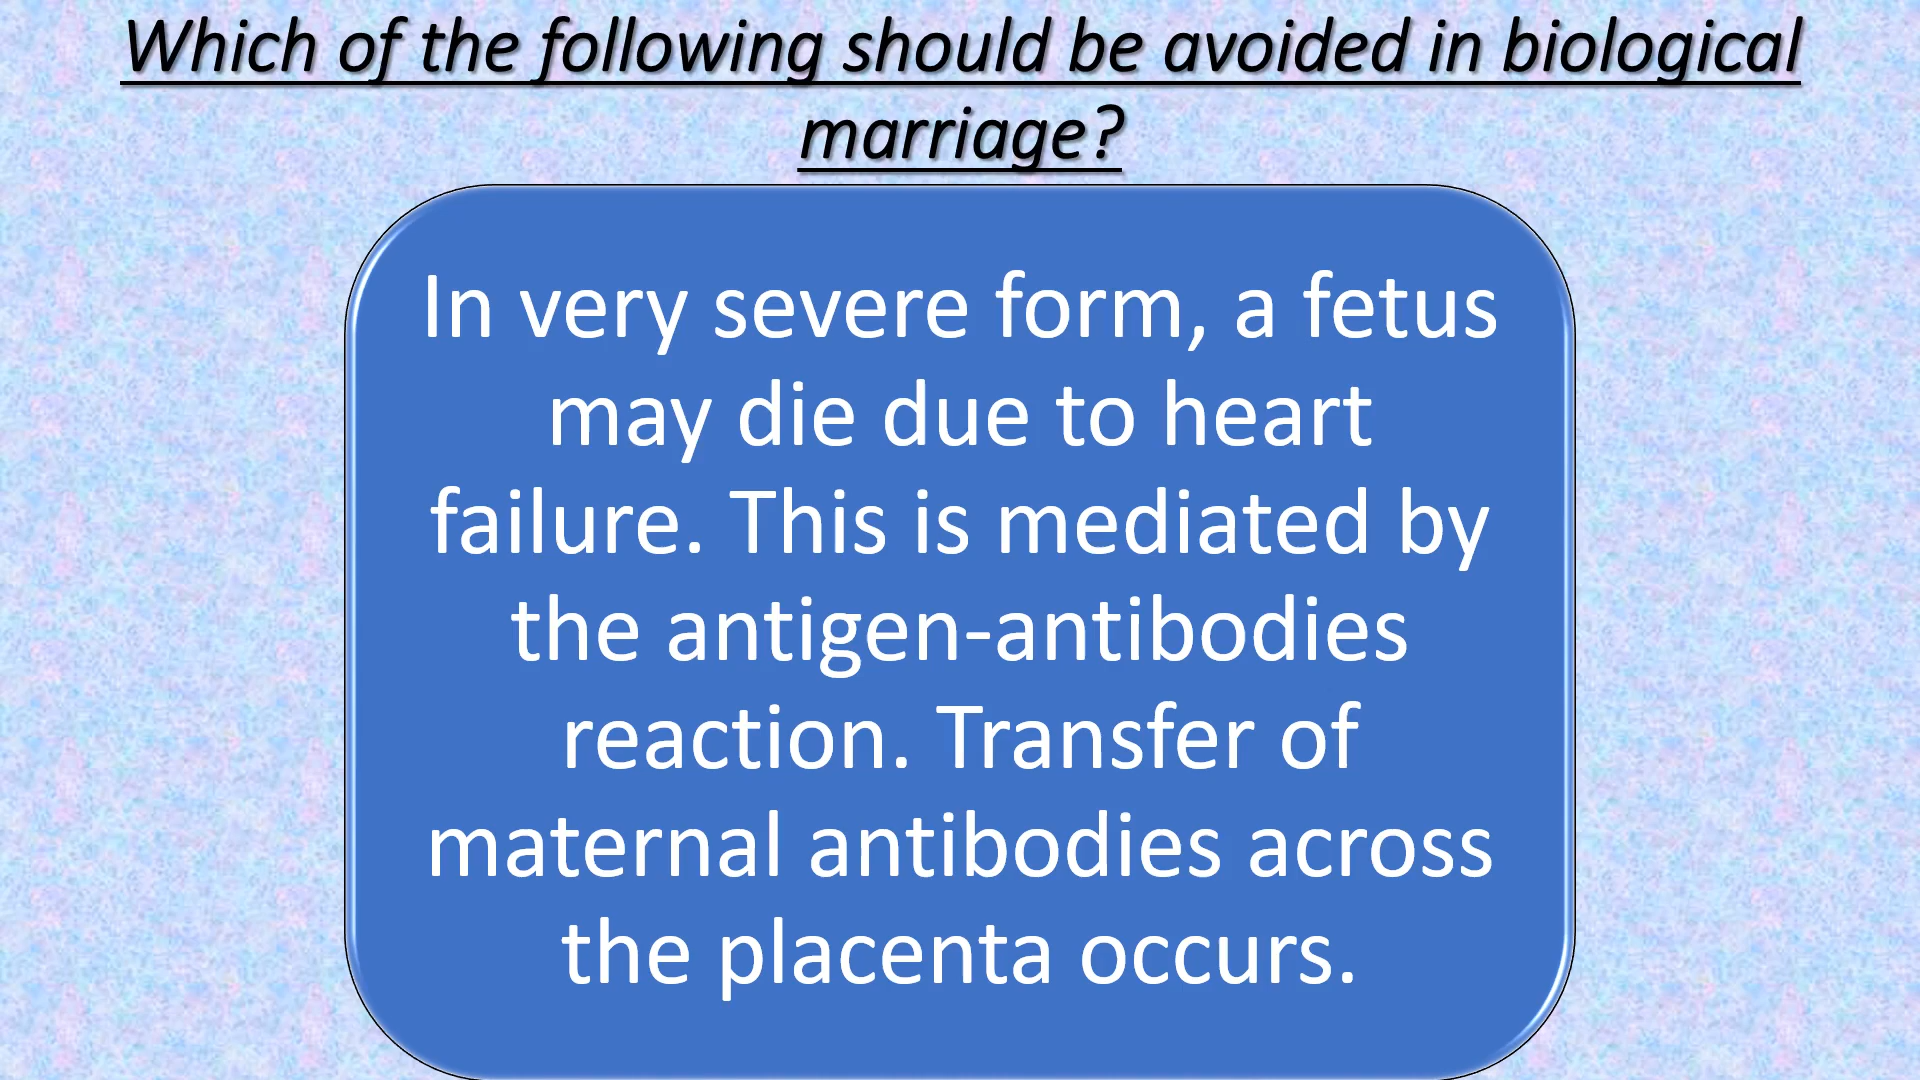 Which of the following should be avoided in biological
marriage?
In very severe form, a fetus
may die due to heart
failure. This is mediated by
the antigen-antibodies
reaction. Transfer of
maternal antibodies across
the placenta occurs.